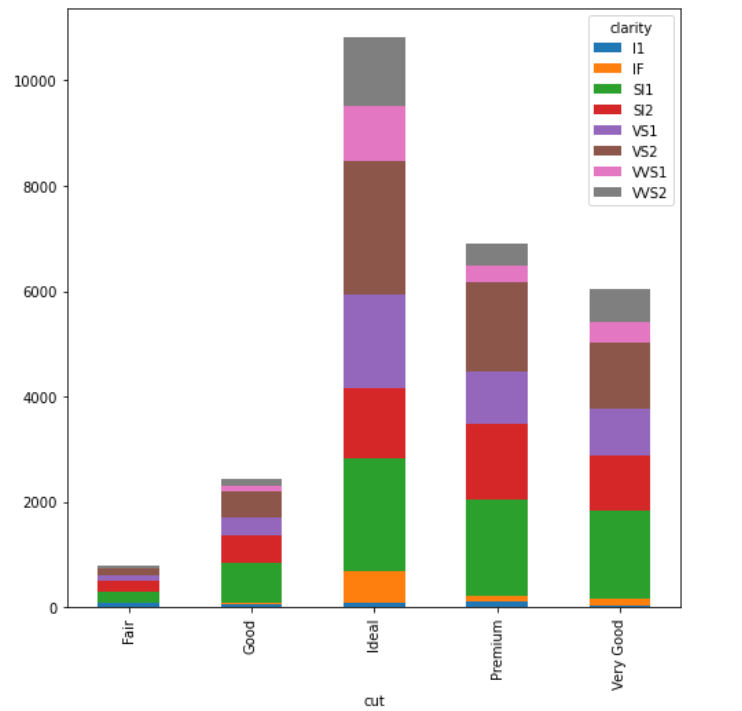 clarity
I1
IF
SI1
SI2
VS1
VS2
VVS1
VVS2
10000
8000
6000
4000
2000
0
Fair
Good
Ideal
Premium
Very Good
cut